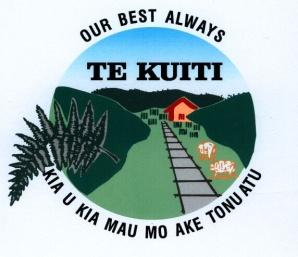 OUR BEST ALWAYS
TE KUITI
KIA U KIA MAU MO AKE TONU ATU